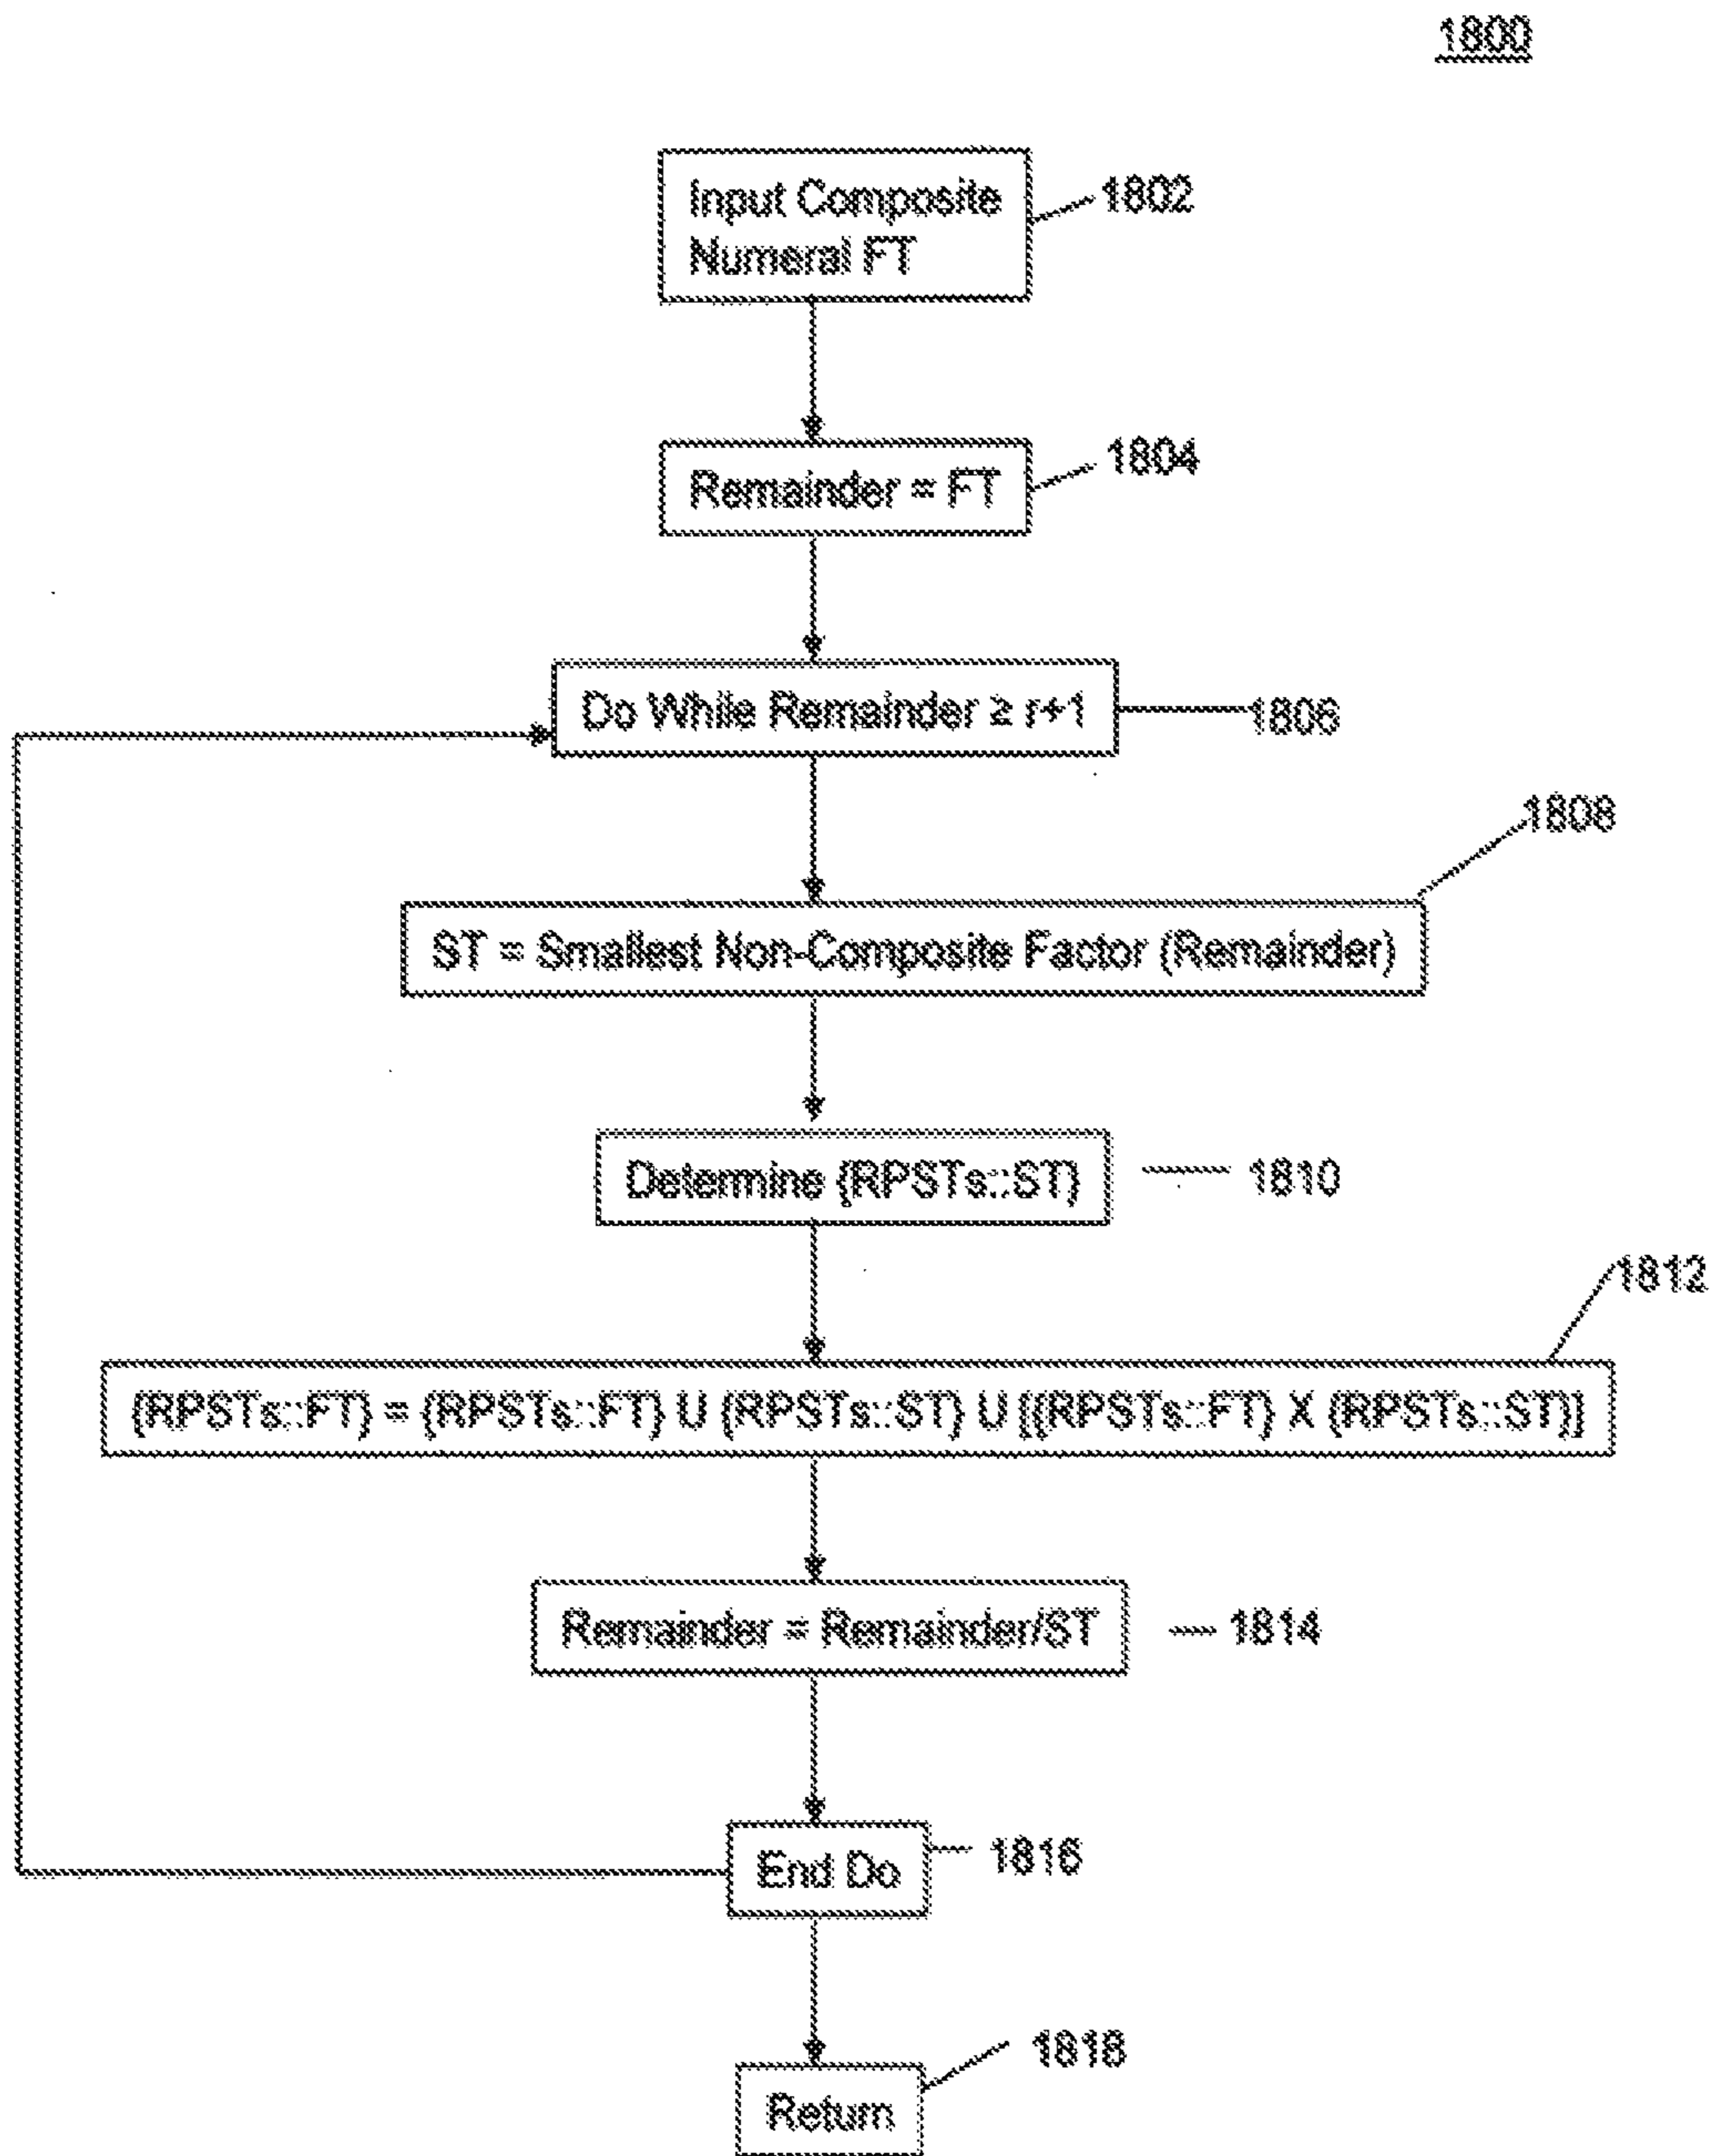 1800
Input Composite
Numeral FT
1802
Remainder = FT
1804
Do While Remainder ≥ r+1
1806
1808
ST = Smallest Non-Composite Factor (Remainder)
Determine {RPSTs::ST}
1810
1812
{RPSTs::FT} = {RPSTs::FT} U {RPSTs::ST} U [{RPSTs::FT} X {RPSTs::ST}]
Remainder = Remainder/ST
1814
End Do
1816
1818
Return